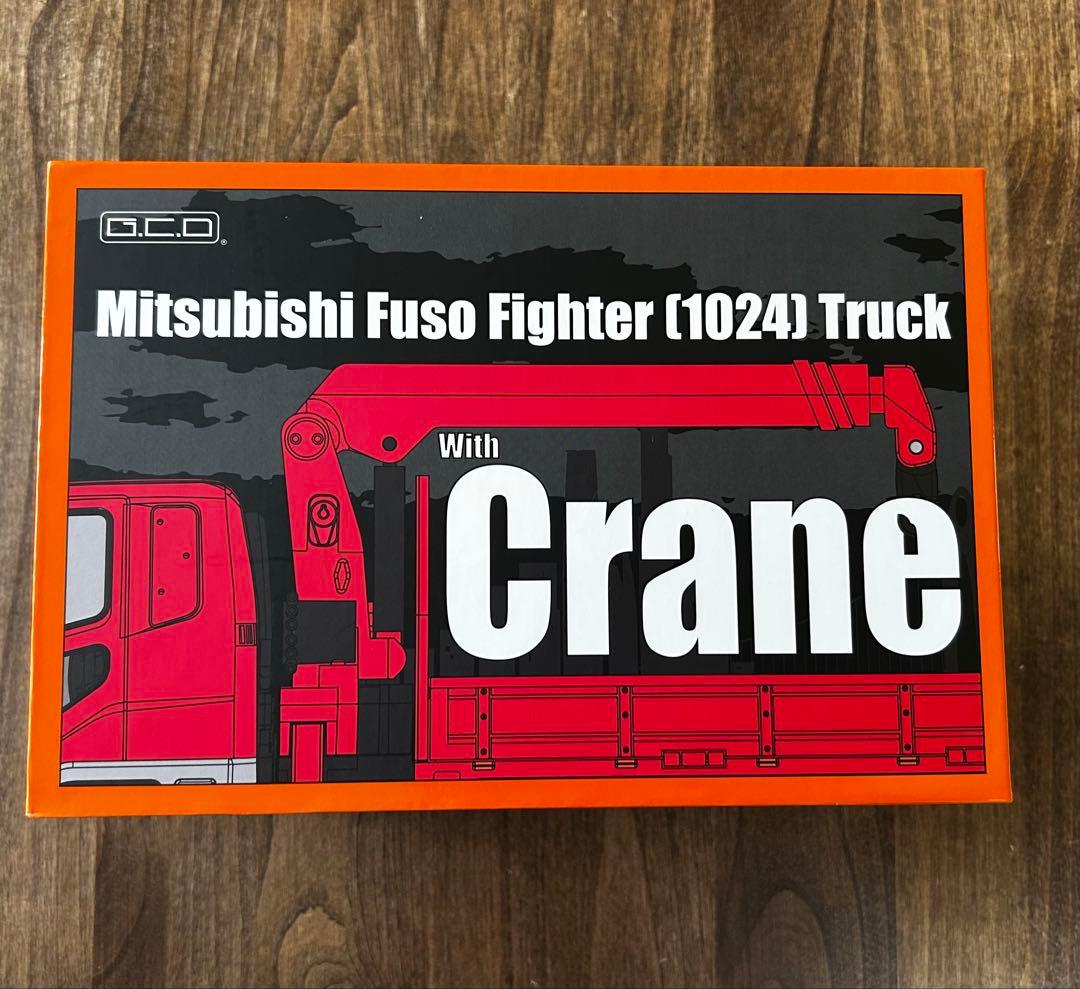 G.C.D®
Mitsubishi Fuso Fighter (1024) Truck
With
Crane